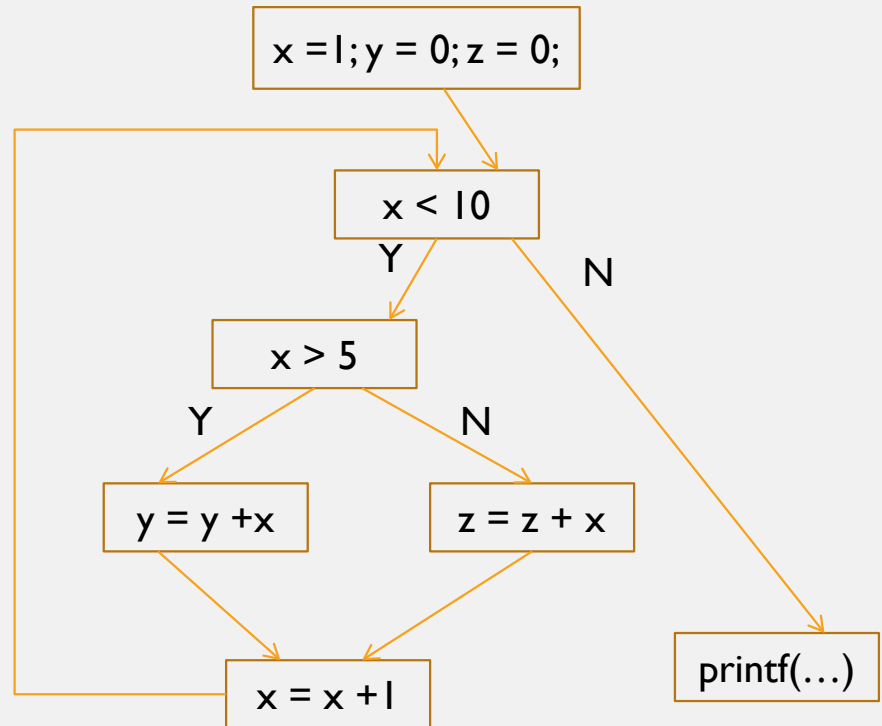 x =1; y = 0; z = 0;
x < 10
Y
N
x > 5
Y
N
y = y +x
z = z + x
printf(…)
x = x +1